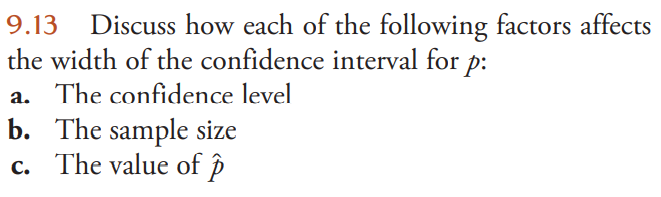 9.13 Discuss how each of the following factors affects
the width of the confidence interval for p:
a. The confidence level
b. The sample size
c. The value of p̂